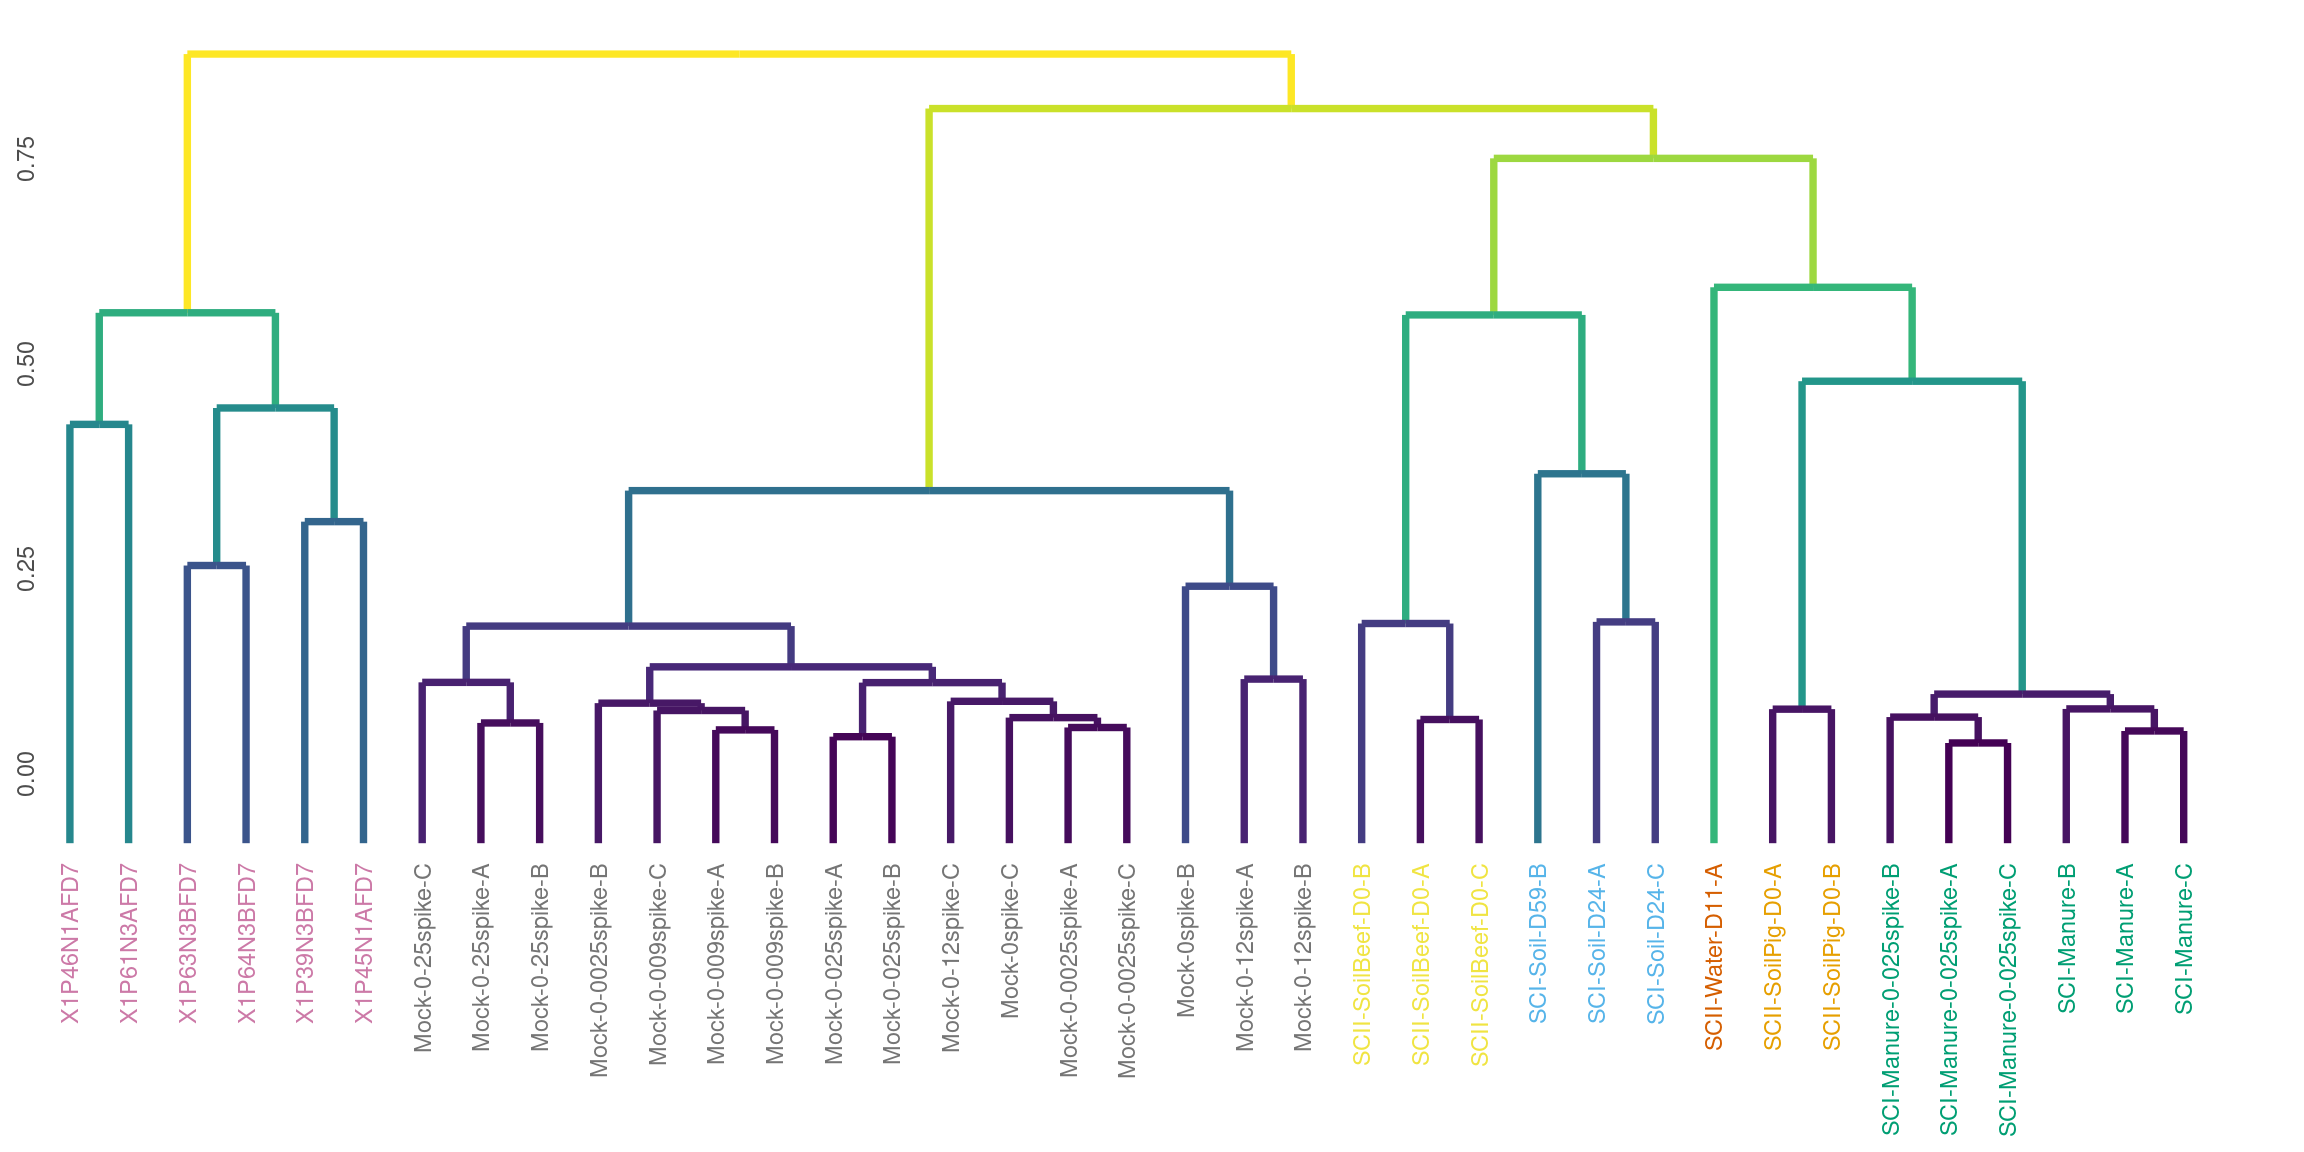 0.75
0.50
0.25
0.00
X1P46N1AFD7
X1P61N3AFD7
X1P63N3BFD7
X1P64N3BFD7
X1P39N3BFD7
X1P45N1AFD7
Mock-0-25spike-C
Mock-0-25spike-A
Mock-0-25spike-B
Mock-0-0025spike-B
Mock-0-009spike-C
Mock-0-009spike-A
Mock-0-009spike-B
Mock-0-025spike-A
Mock-0-025spike-B
Mock-0-12spike-C
Mock-0spike-C
Mock-0-0025spike-A
Mock-0-0025spike-C
Mock-0spike-B
Mock-0-12spike-A
Mock-0-12spike-B
SCII-SoilBeef-D0-B
SCII-SoilBeef-D0-A
SCII-SoilBeef-D0-C
SCI-Soil-D59-B
SCI-Soil-D24-A
SCI-Soil-D24-C
SCII-Water-D11-A
SCII-SoilPig-D0-A
SCII-SoilPig-D0-B
SCI-Manure-0-025spike-B
SCI-Manure-0-025spike-A
SCI-Manure-0-025spike-C
SCI-Manure-B
SCI-Manure-A
SCI-Manure-C